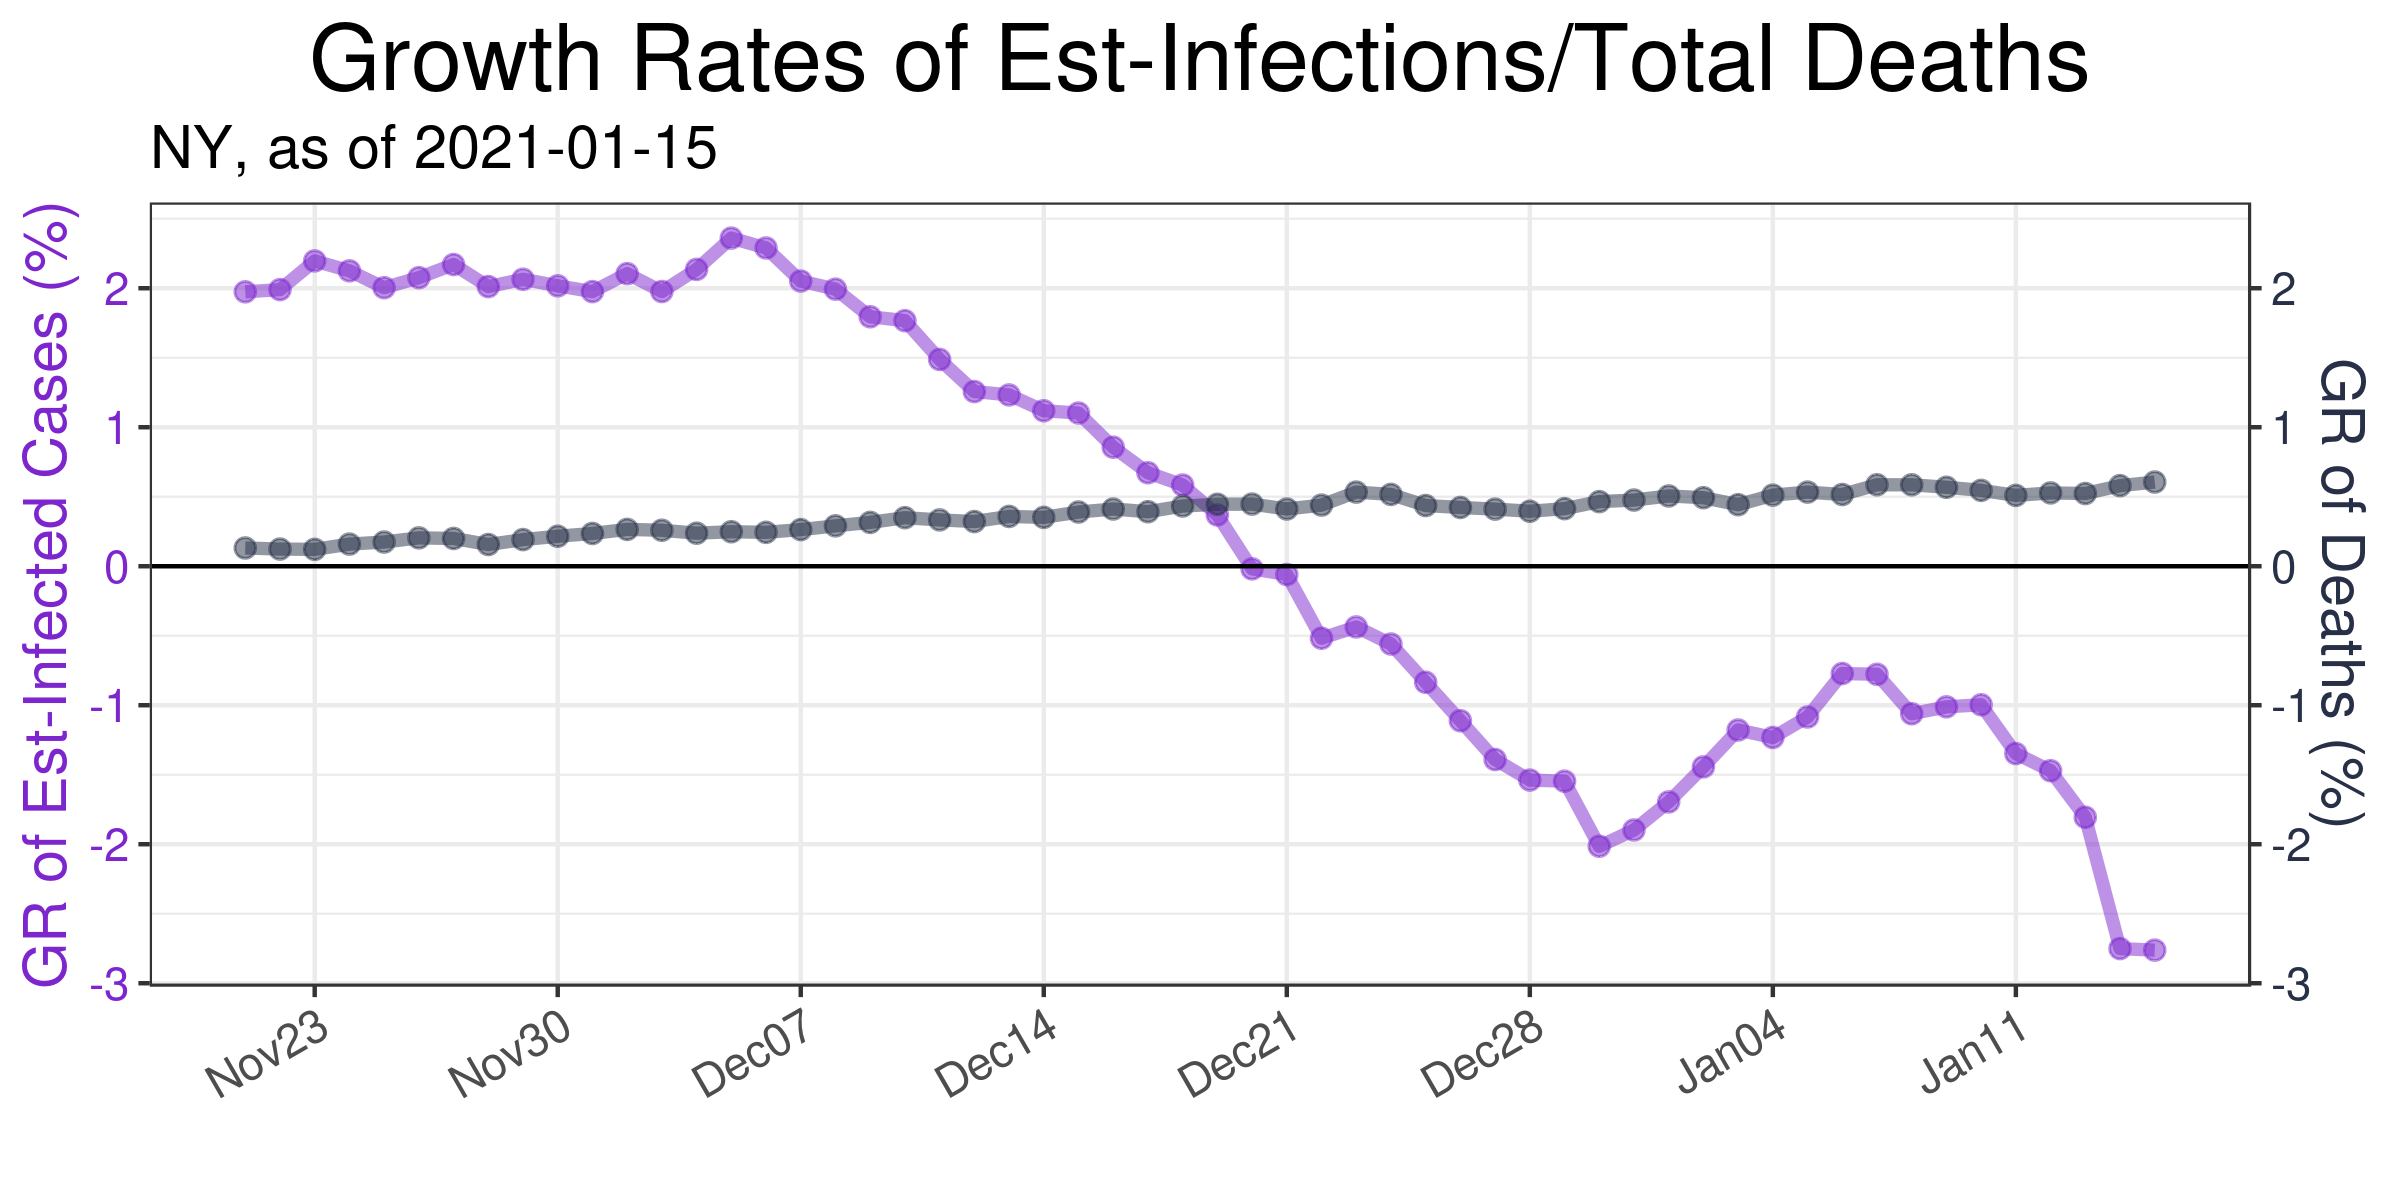 Growth Rates of Est-Infections/Total Deaths
NY, as of 2021-01-15
GR of Est-Infected Cases (%)
2
1
0
-1
-2
-3
2
1
0
-1
-2
-3
GR of Deaths (%)
Nov23
Nov30
Dec07
Dec14
Dec21
Dec28
Jan04
Jan11